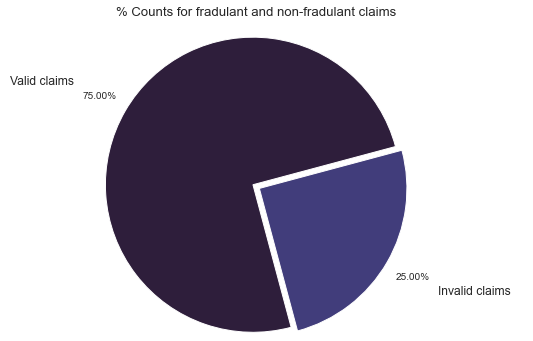 % Counts for fradulant and non-fradulant claims
Valid claims
75.00%
25.00%
Invalid claims